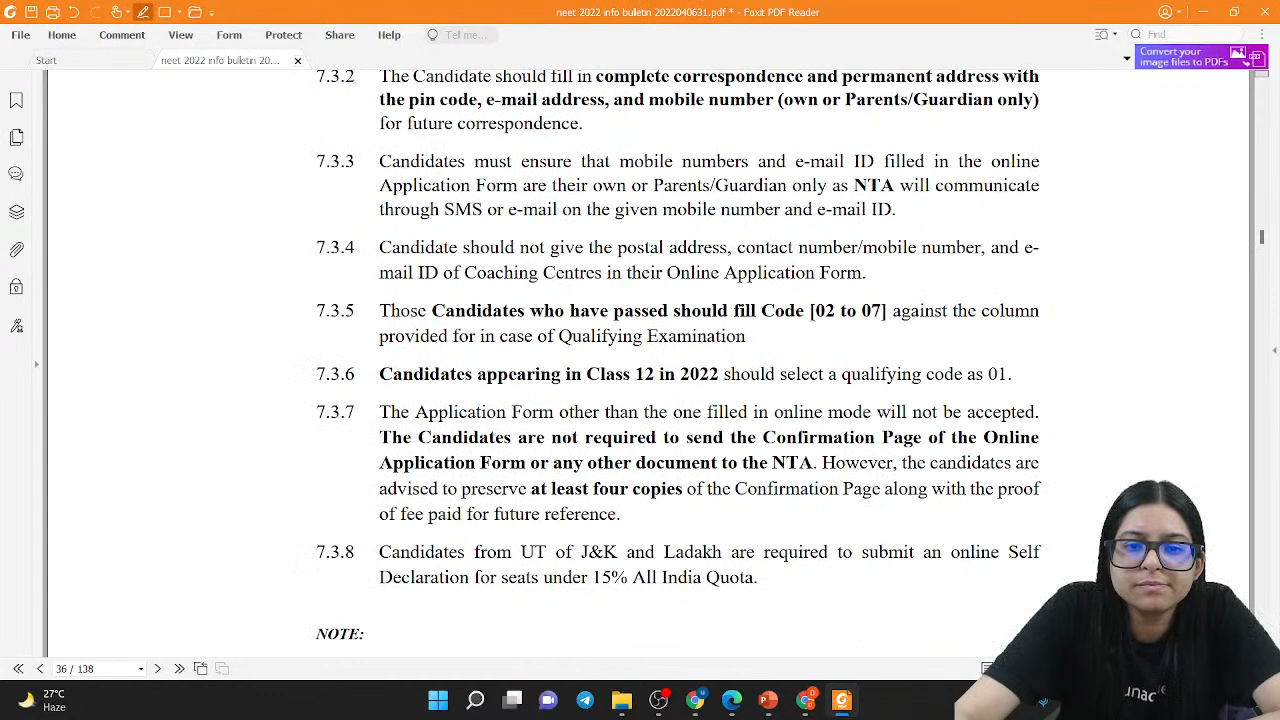 neet 2022 info buletin 2022040631.pdf * - Foxit PDF Reader
File Home Comment View Form Protect Share Help Tell me... Find
Start neet 2022 info buletin 20...
Convert your
image files to PDFs
7.3.2 The Candidate should fill in complete correspondence and permanent address with
the pin code, e-mail address, and mobile number (own or Parents/Guardian only)
for future correspondence.
7.3.3 Candidates must ensure that mobile numbers and e-mail ID filled in the online
Application Form are their own or Parents/Guardian only as NTA will communicate
through SMS or e-mail on the given mobile number and e-mail ID.
7.3.4 Candidate should not give the postal address, contact number/mobile number, and e-
mail ID of Coaching Centres in their Online Application Form.
7.3.5 Those Candidates who have passed should fill Code [02 to 07] against the column
provided for in case of Qualifying Examination
7.3.6 Candidates appearing in Class 12 in 2022 should select a qualifying code as 01.
7.3.7 The Application Form other than the one filled in online mode will not be accepted.
The Candidates are not required to send the Confirmation Page of the Online
Application Form or any other document to the NTA. However, the candidates are
advised to preserve at least four copies of the Confirmation Page along with the proof
of fee paid for future reference.
7.3.8 Candidates from UT of J&K and Ladakh are required to submit an online Self
Declaration for seats under 15% All India Quota.
NOTE:
36 / 138
27°C
Haze